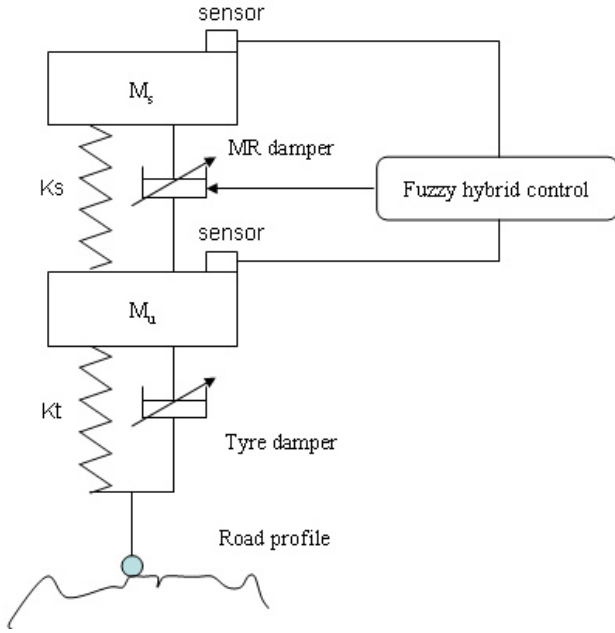 sensor
Ms
MR damper
Ks
Fuzzy hybrid control
sensor
Mu
Kt
Tyre damper
Road profile